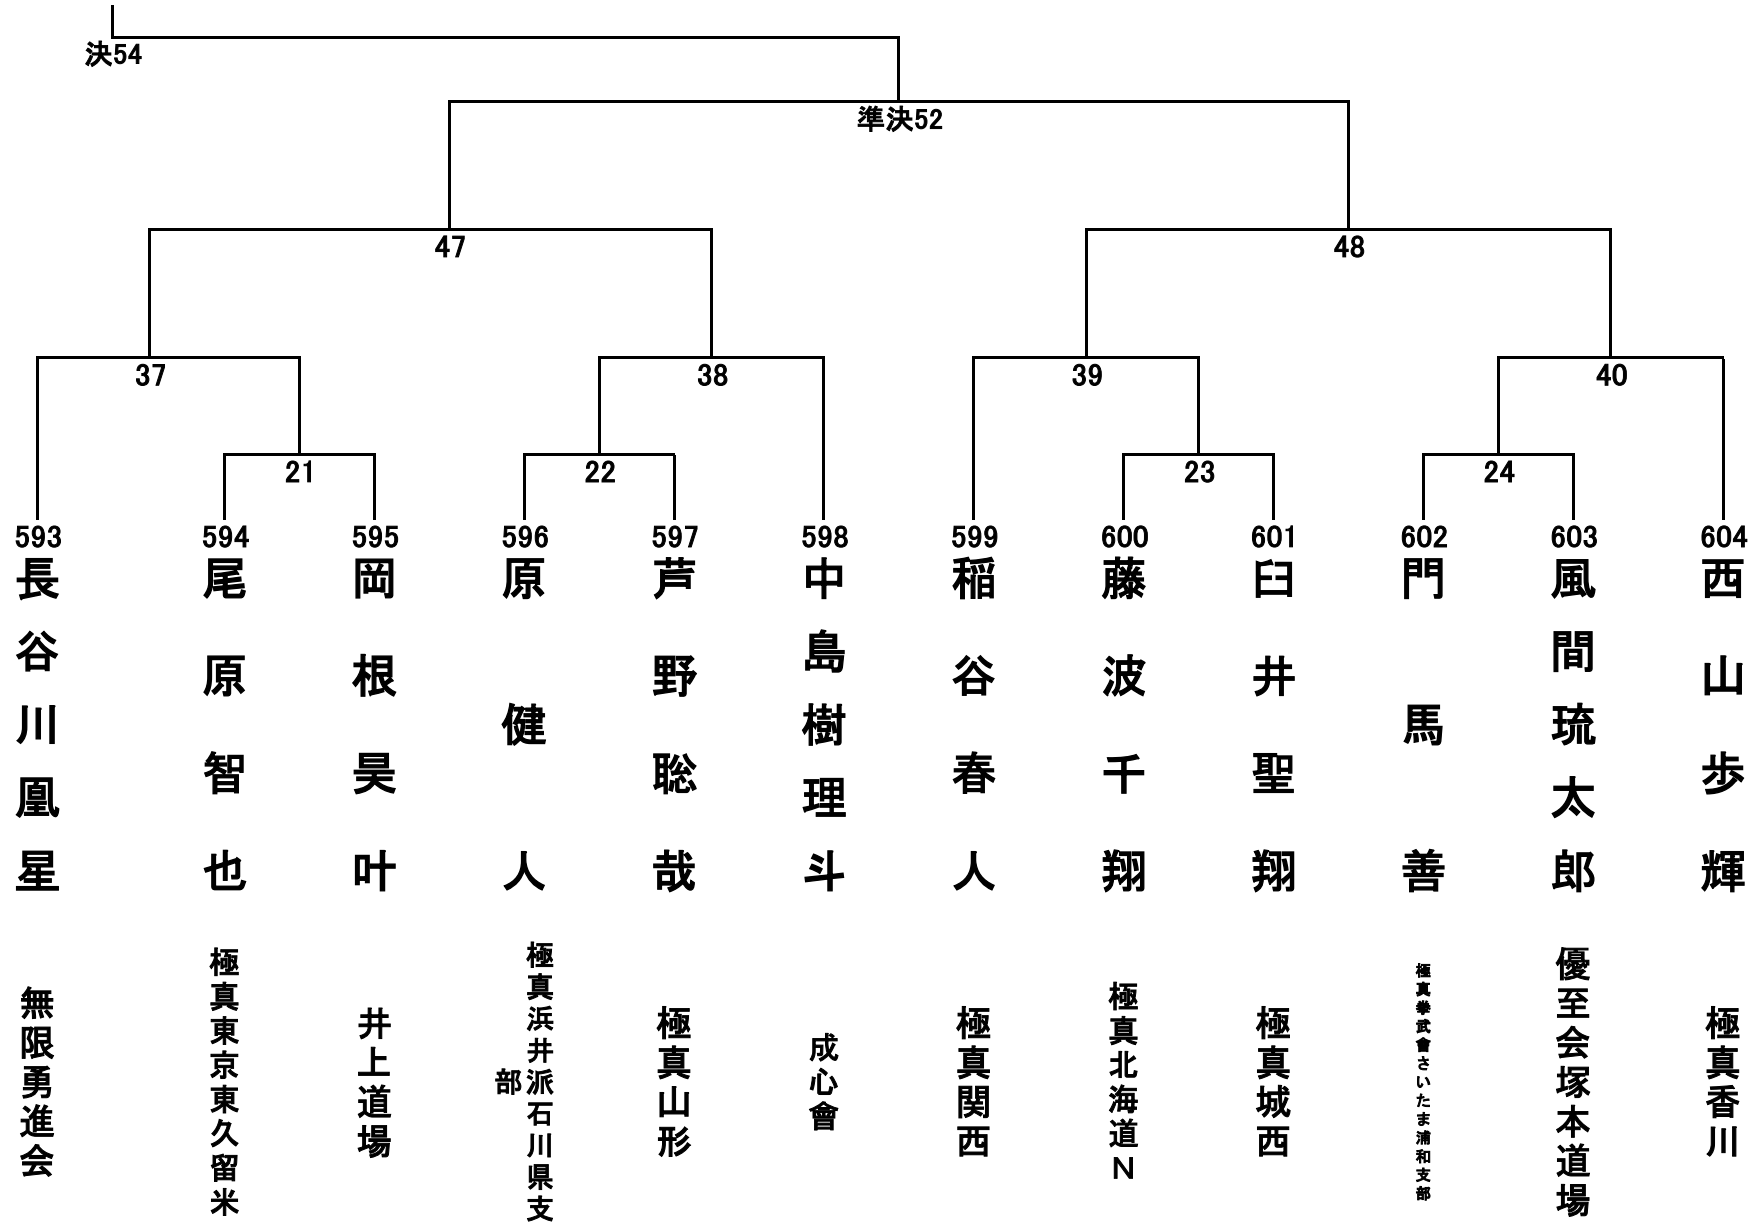 決54
準決52
47
48
37
38
39
40
21
22
23
24
593
594
595
596
597
598
599
600
601
602
603
604
長谷川凰星
尾原智也
岡根昊叶
原健人
芦野聡哉
中島樹理斗
稲谷春人
藤波千翔
臼井聖翔
門馬善
風間琉太郎
西山歩輝
無限勇進会
極真東京東久留米
井上道場
極真浜井派石川県支
部
極真山形
成心會
極真関西
極真北海道N
極真城西
極真拳武會さいたま浦和支部
優至会塚本道場
極真香川